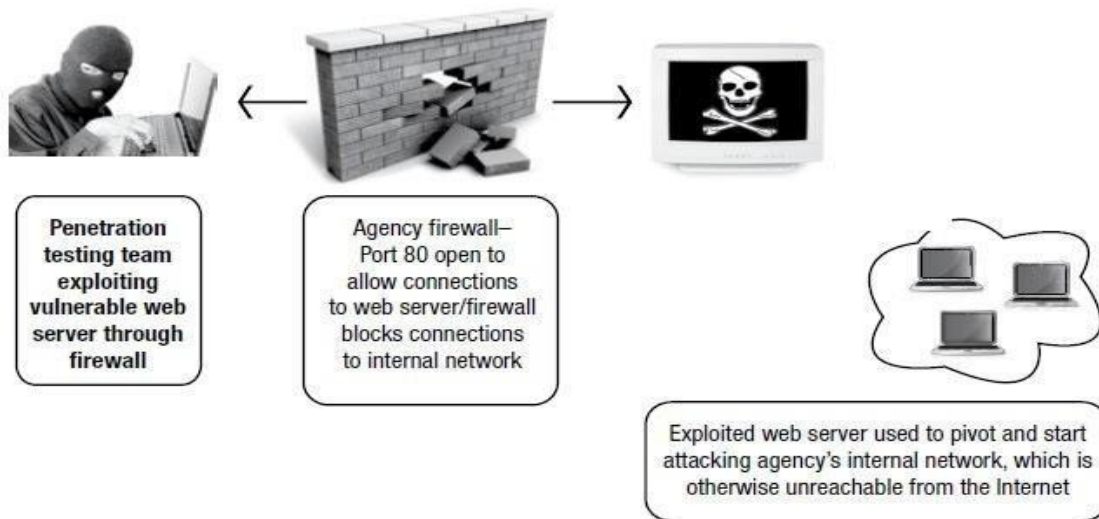 Penetration
testing team
exploiting
vulnerable web
server through
firewall
Agency firewall–
Port 80 open to
allow connections
to web server/firewall
blocks connections
to internal network
Exploited web server used to pivot and start
attacking agency’s internal network, which is
otherwise unreachable from the Internet